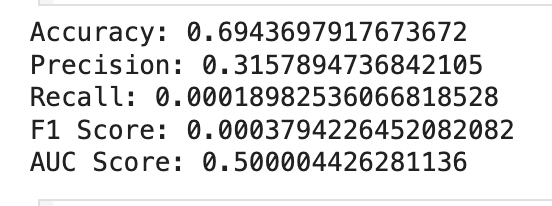 Accuracy: 0.6943697917673672
Precision: 0.3157894736842105
Recall: 0.00018982536066818528
F1 Score: 0.0003794226452082082
AUC Score: 0.500004426281136